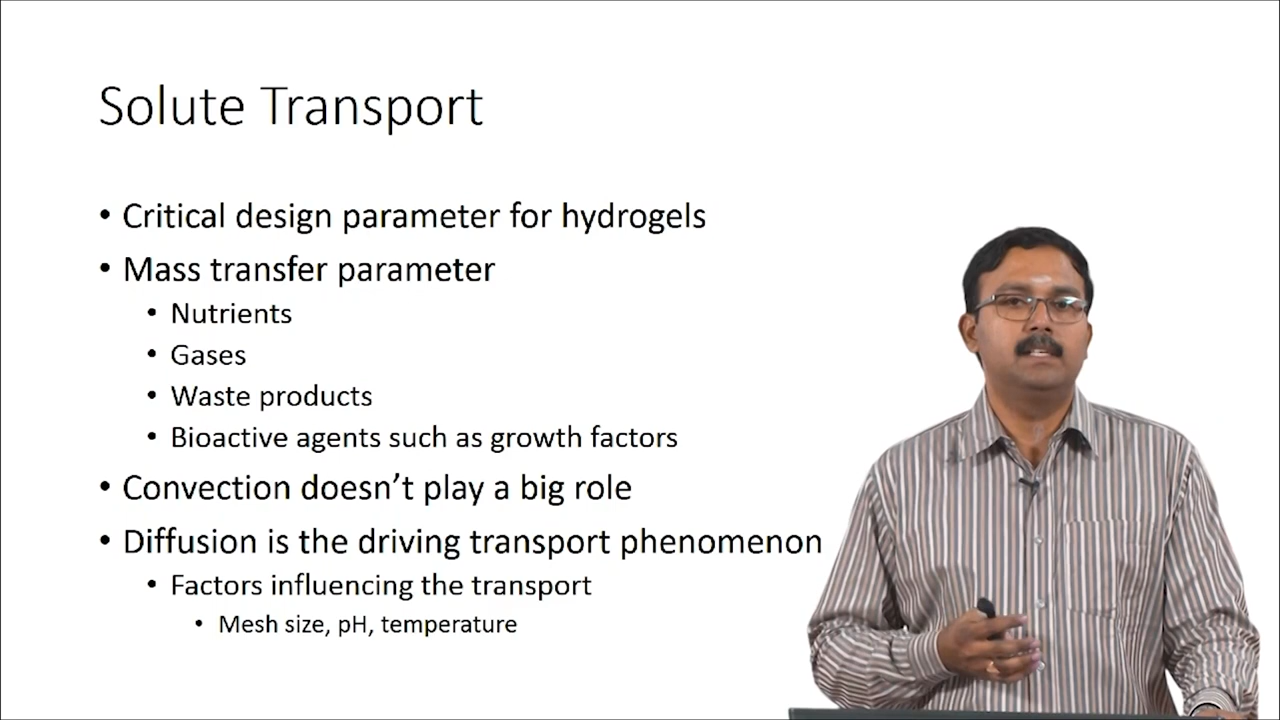 Solute Transport
• Critical design parameter for hydrogels
• Mass transfer parameter
• Nutrients
• Gases
• Waste products
• Bioactive agents such as growth factors
• Convection doesn’t play a big role
• Diffusion is the driving transport phenomenon
• Factors influencing the transport
• Mesh size, pH, temperature